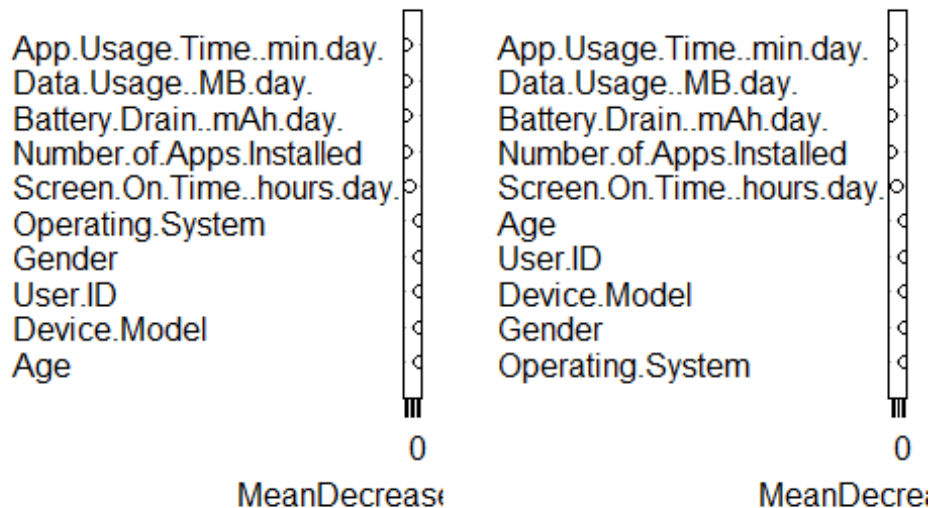 App.Usage.Time..min.day.
Data.Usage..MB.day.
Battery.Drain..mAh.day.
Number.of.Apps.Installed
Screen.On.Time..hours.day.
Operating.System
Gender
User.ID
Device.Model
Age
0
MeanDecrease
App.Usage.Time..min.day.
Data.Usage..MB.day.
Battery.Drain..mAh.day.
Number.of.Apps.Installed
Screen.On.Time..hours.day.
Age
User.ID
Device.Model
Gender
Operating.System
0
MeanDecrea